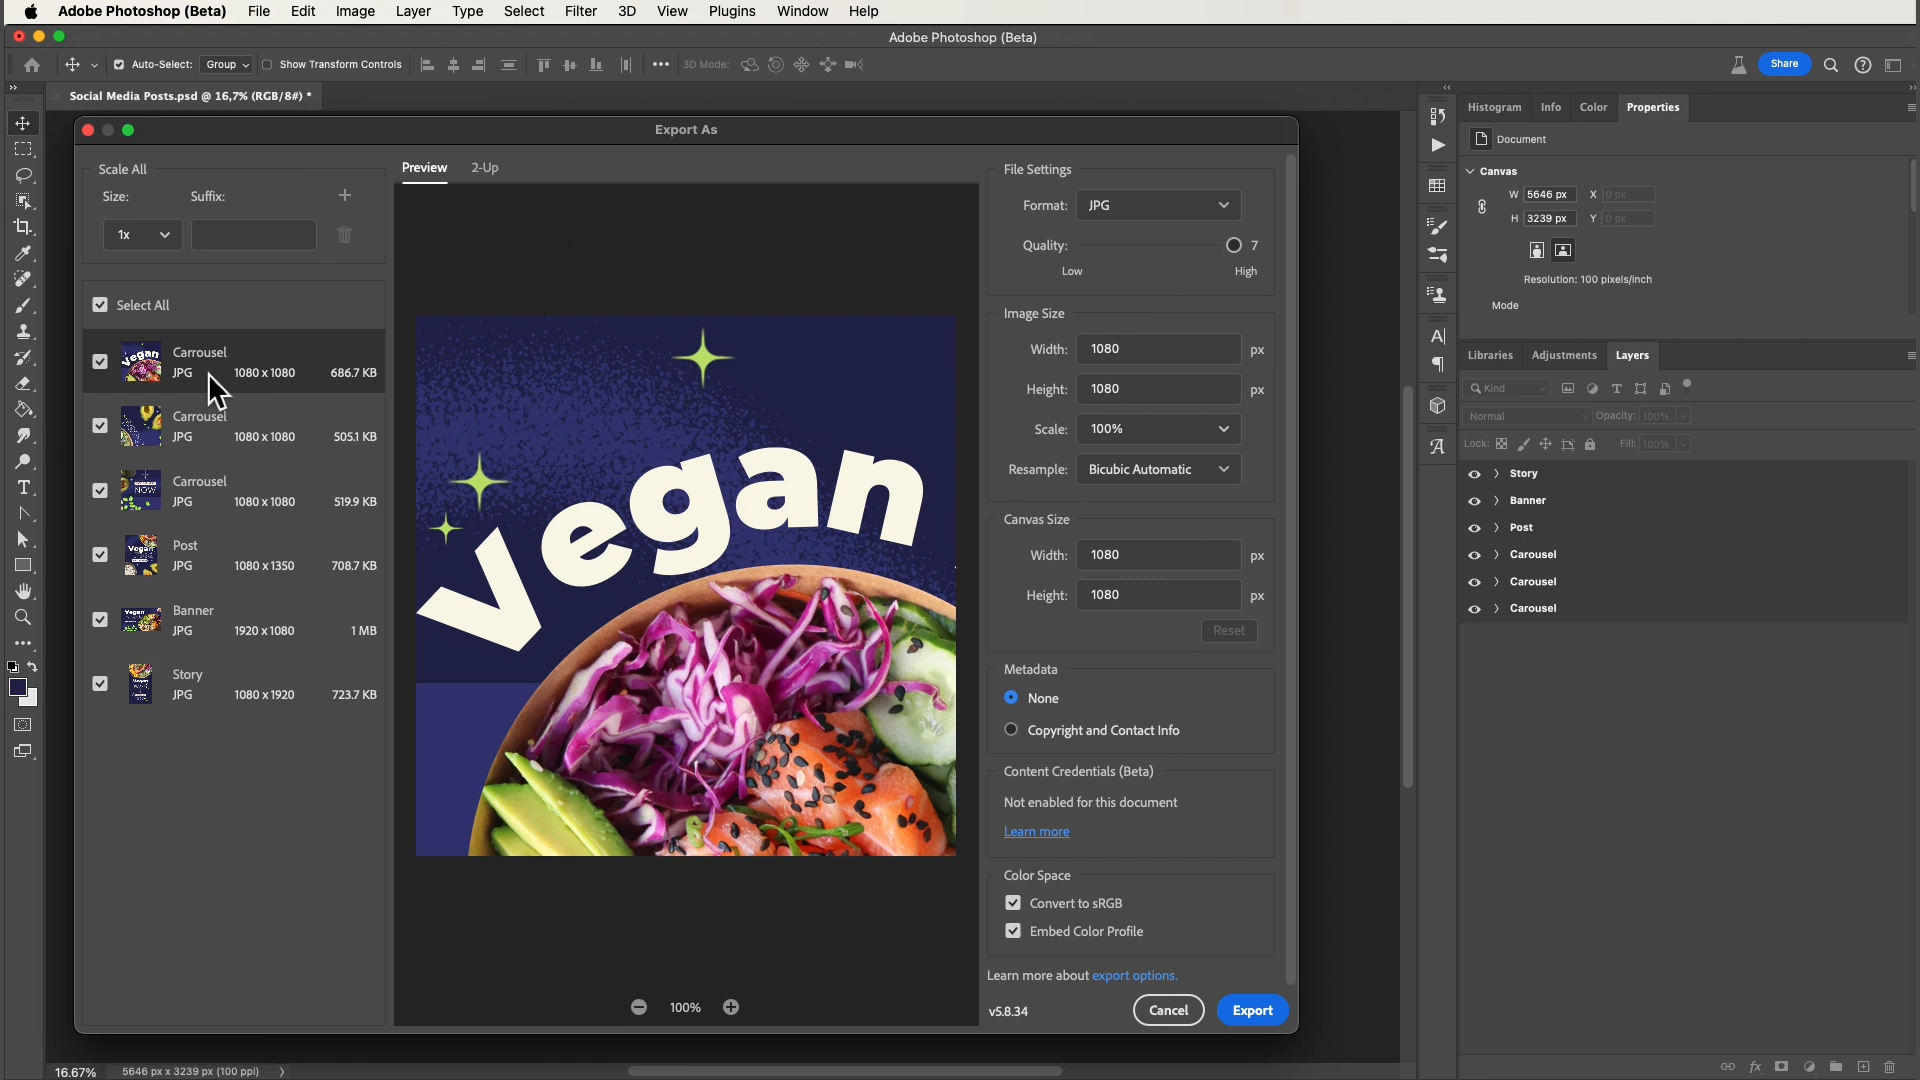 Adobe Photoshop (Beta) File Edit Image Layer Type Select Filter 3D View Plugins Window Help
Adobe Photoshop (Beta)
Auto-Select: Group Show Transform Controls 3D Mode: Share
Social Media Posts.psd @ 16,7% (RGB/8#) *
Export As
Scale All
Size: Suffix:
1x
Select All
Carrousel
JPG 1080 x 1080 686.7 KB
Carrousel
JPG 1080 x 1080 505.1 KB
Carrousel
JPG 1080 x 1080 519.9 KB
Post
JPG 1080 x 1350 708.7 KB
Banner
JPG 1920 x 1080 1 MB
Story
JPG 1080 x 1920 723.7 KB
Preview 2-Up
Vegan
100%
File Settings
Format: JPG
Quality: 7
Low High
Image Size
Width: 1080 px
Height: 1080 px
Scale: 100%
Resample: Bicubic Automatic
Canvas Size
Width: 1080 px
Height: 1080 px
Reset
Metadata
None
Copyright and Contact Info
Content Credentials (Beta)
Not enabled for this document
Learn more
Color Space
Convert to sRGB
Embed Color Profile
Learn more about export options.
v5.8.34 Cancel Export
Histogram Info Color Properties
Document
Canvas
W 5646 px X 0 px
H 3239 px Y 0 px
Resolution: 100 pixels/inch
Mode
Libraries Adjustments Layers
Kind
Normal Opacity: 100%
Lock: Fill: 100%
Story
Banner
Post
Carousel
Carousel
Carousel
16.67% 5646 px x 3239 px (100 ppi)